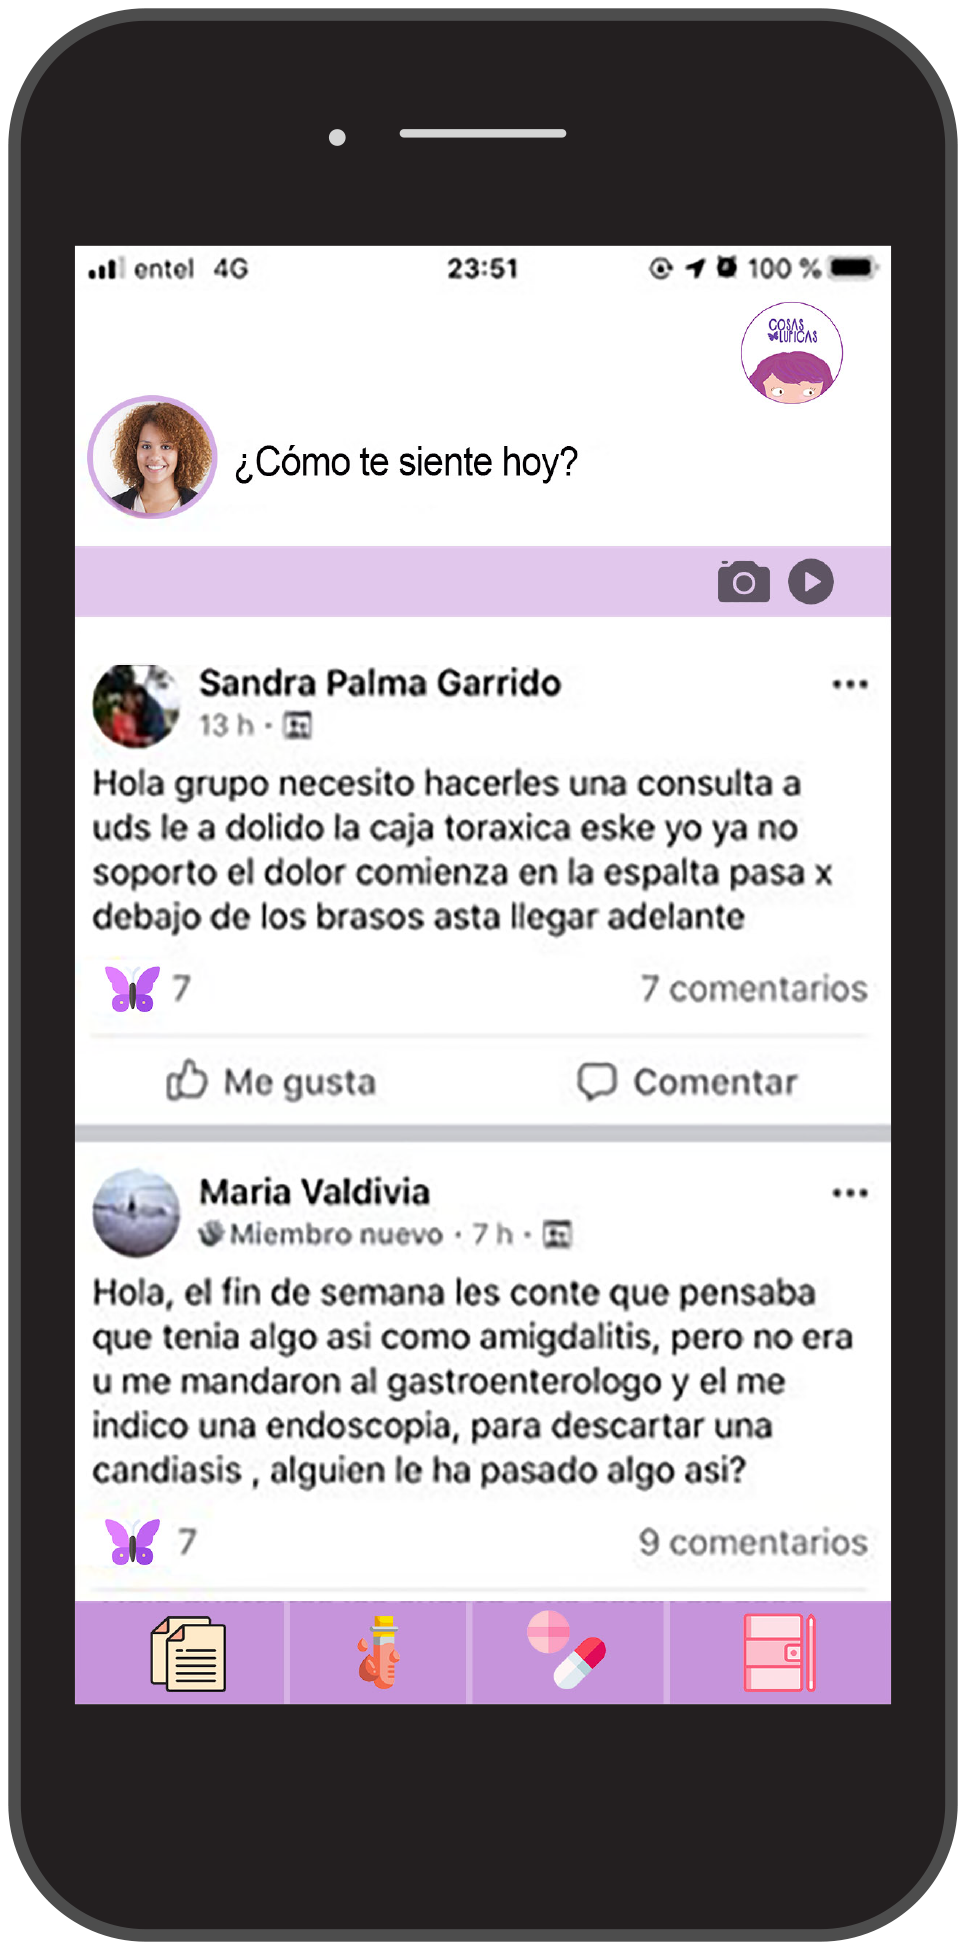 entel 4G 23:51 100 %
COSAS
LUPICAS
¿Cómo te siente hoy?
Sandra Palma Garrido
13 h ·
Hola grupo necesito hacerles una consulta a
uds le a dolido la caja toraxica eske yo ya no
soporto el dolor comienza en la espalta pasa x
debajo de los brasos asta llegar adelante
7 7 comentarios
Me gusta Comentar
Maria Valdivia
Miembro nuevo · 7 h ·
Hola, el fin de semana les conte que pensaba
que tenia algo asi como amigdalitis, pero no era
u me mandaron al gastroenterologo y el me
indico una endoscopia, para descartar una
candiasis , alguien le ha pasado algo asi?
7 9 comentarios